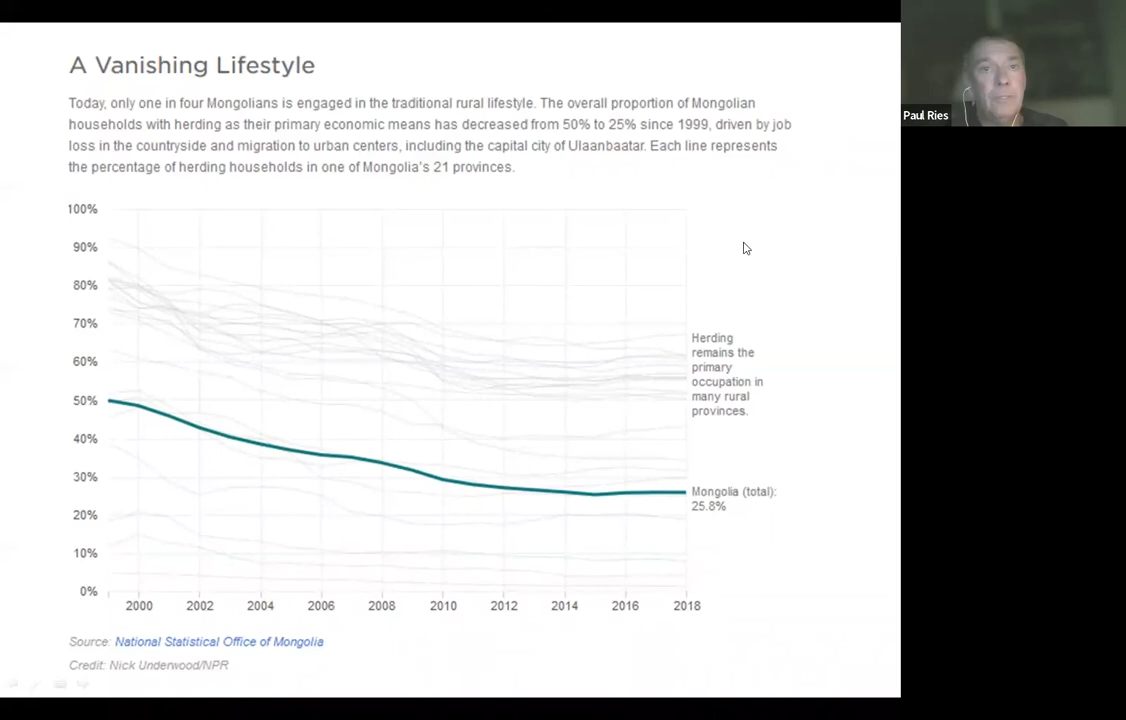 A Vanishing Lifestyle
Today, only one in four Mongolians is engaged in the traditional rural lifestyle. The overall proportion of Mongolian
households with herding as their primary economic means has decreased from 50% to 25% since 1999, driven by job
loss in the countryside and migration to urban centers, including the capital city of Ulaanbaatar. Each line represents
the percentage of herding households in one of Mongolia's 21 provinces.
100%
90%
80%
70%
60%
50%
40%
30%
20%
10%
0%
2000 2002 2004 2006 2008 2010 2012 2014 2016 2018
Herding
remains the
primary
occupation in
many rural
provinces.
Mongolia (total):
25.8%
Source: National Statistical Office of Mongolia
Credit: Nick Underwood/NPR
Paul Ries